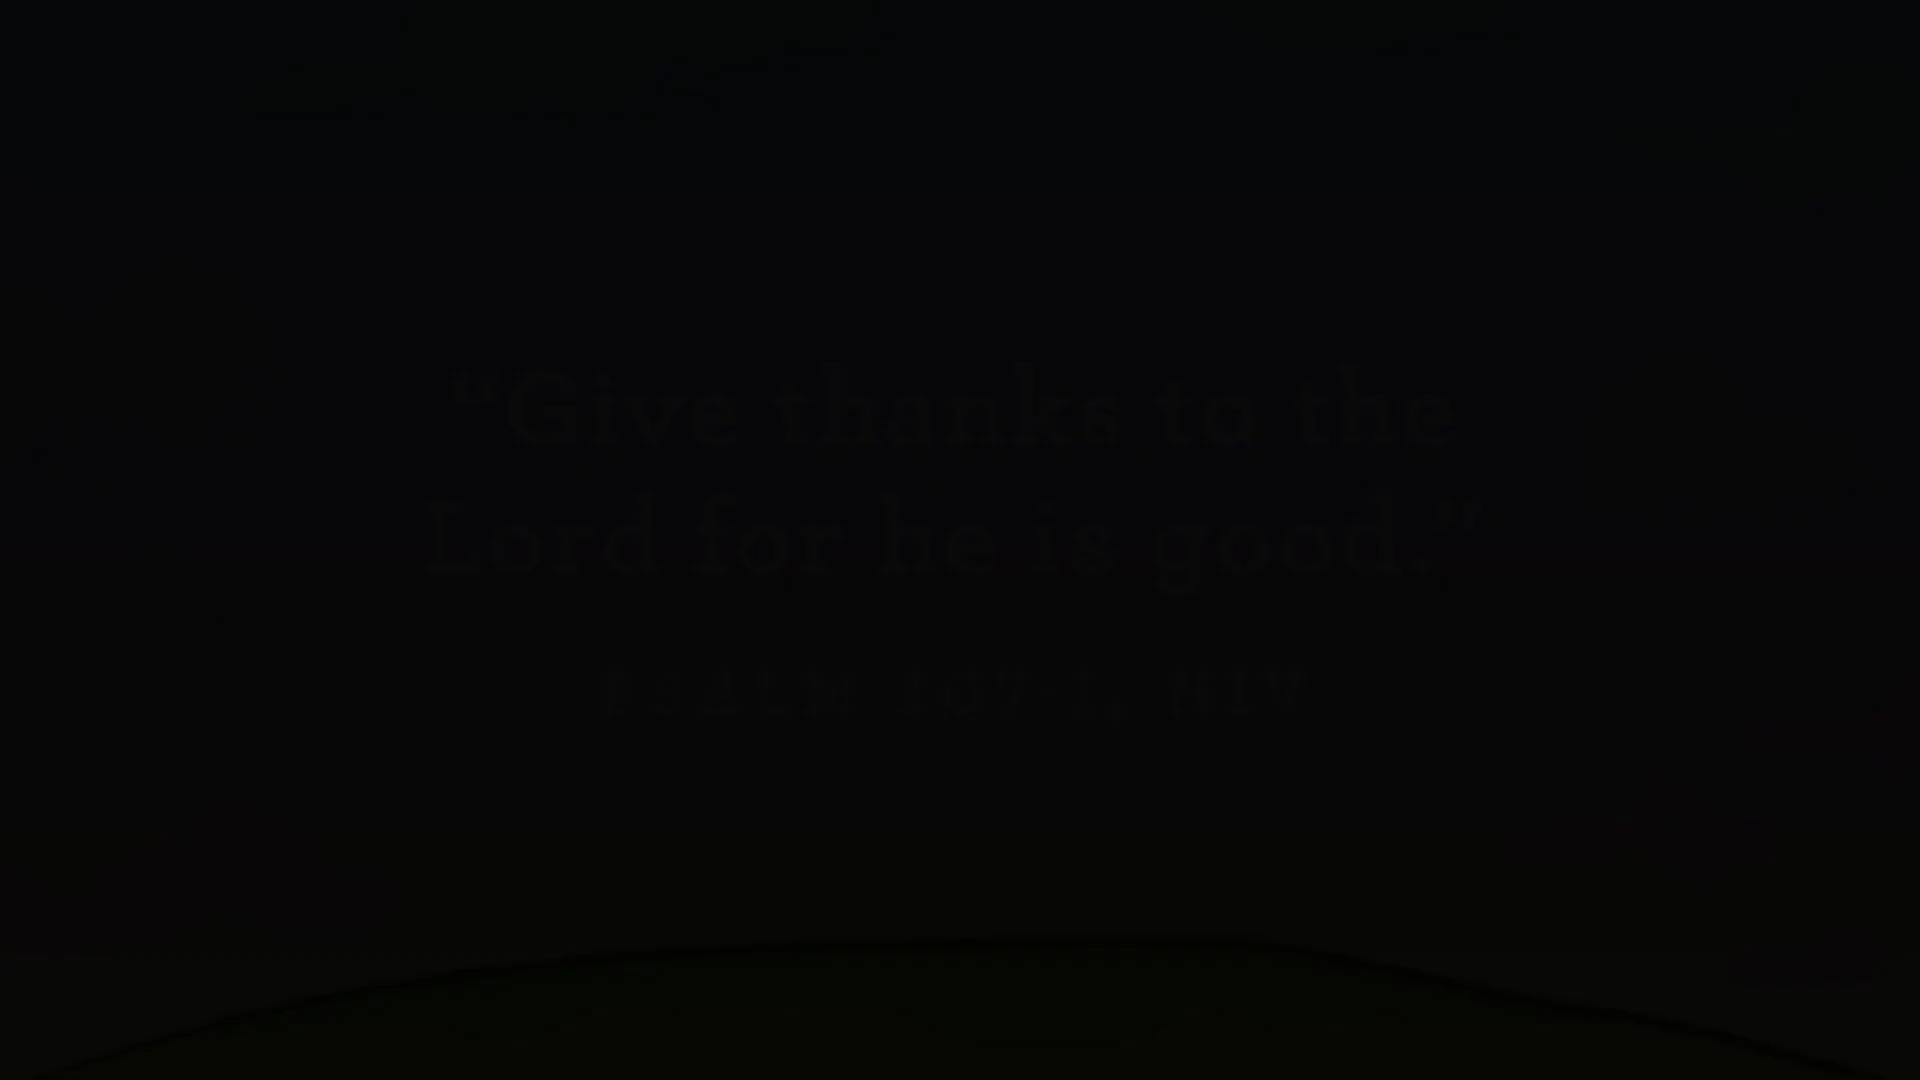 “Give thanks to the
Lord for he is good.”
PSALM 107:1, NIV